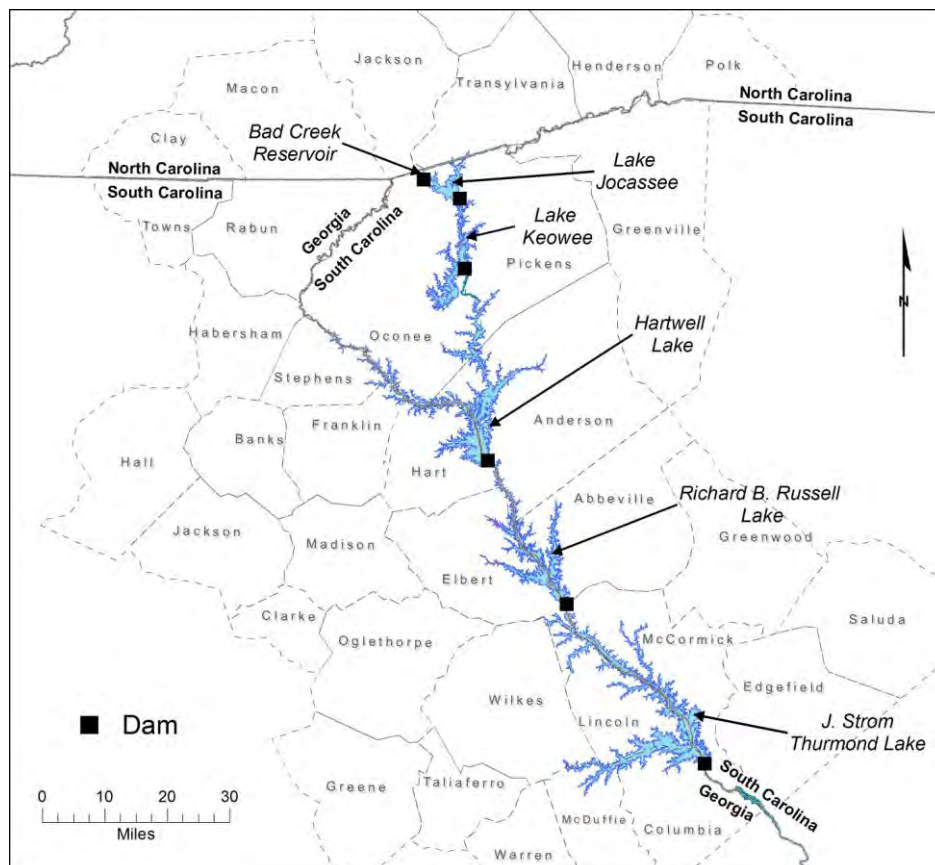 Jackson
Henderson
Polk
Transylvania
Macon
North Carolina
South Carolina
Clay
Bad Creek
Reservoir
North Carolina
South Carolina
Lake
Jocassee
Towns
Rabun
Georgia
South Carolina
Lake
Keowee
Greenville
Pickens
N
Habersham
Oconee
Hartwell
Lake
Stephens
Franklin
Banks
Anderson
Hall
Hart
Abbeville
Richard B. Russell
Lake
Jackson
Madison
Greenwood
Elbert
Clarke
Saluda
Oglethorpe
McCormick
Edgefield
Wilkes
Lincoln
J. Strom
Thurmond Lake
Dam
South Carolina
Georgia
Greene
Taliaferro
0 10 20 30
Miles
McDuffie
Columbia
Warren